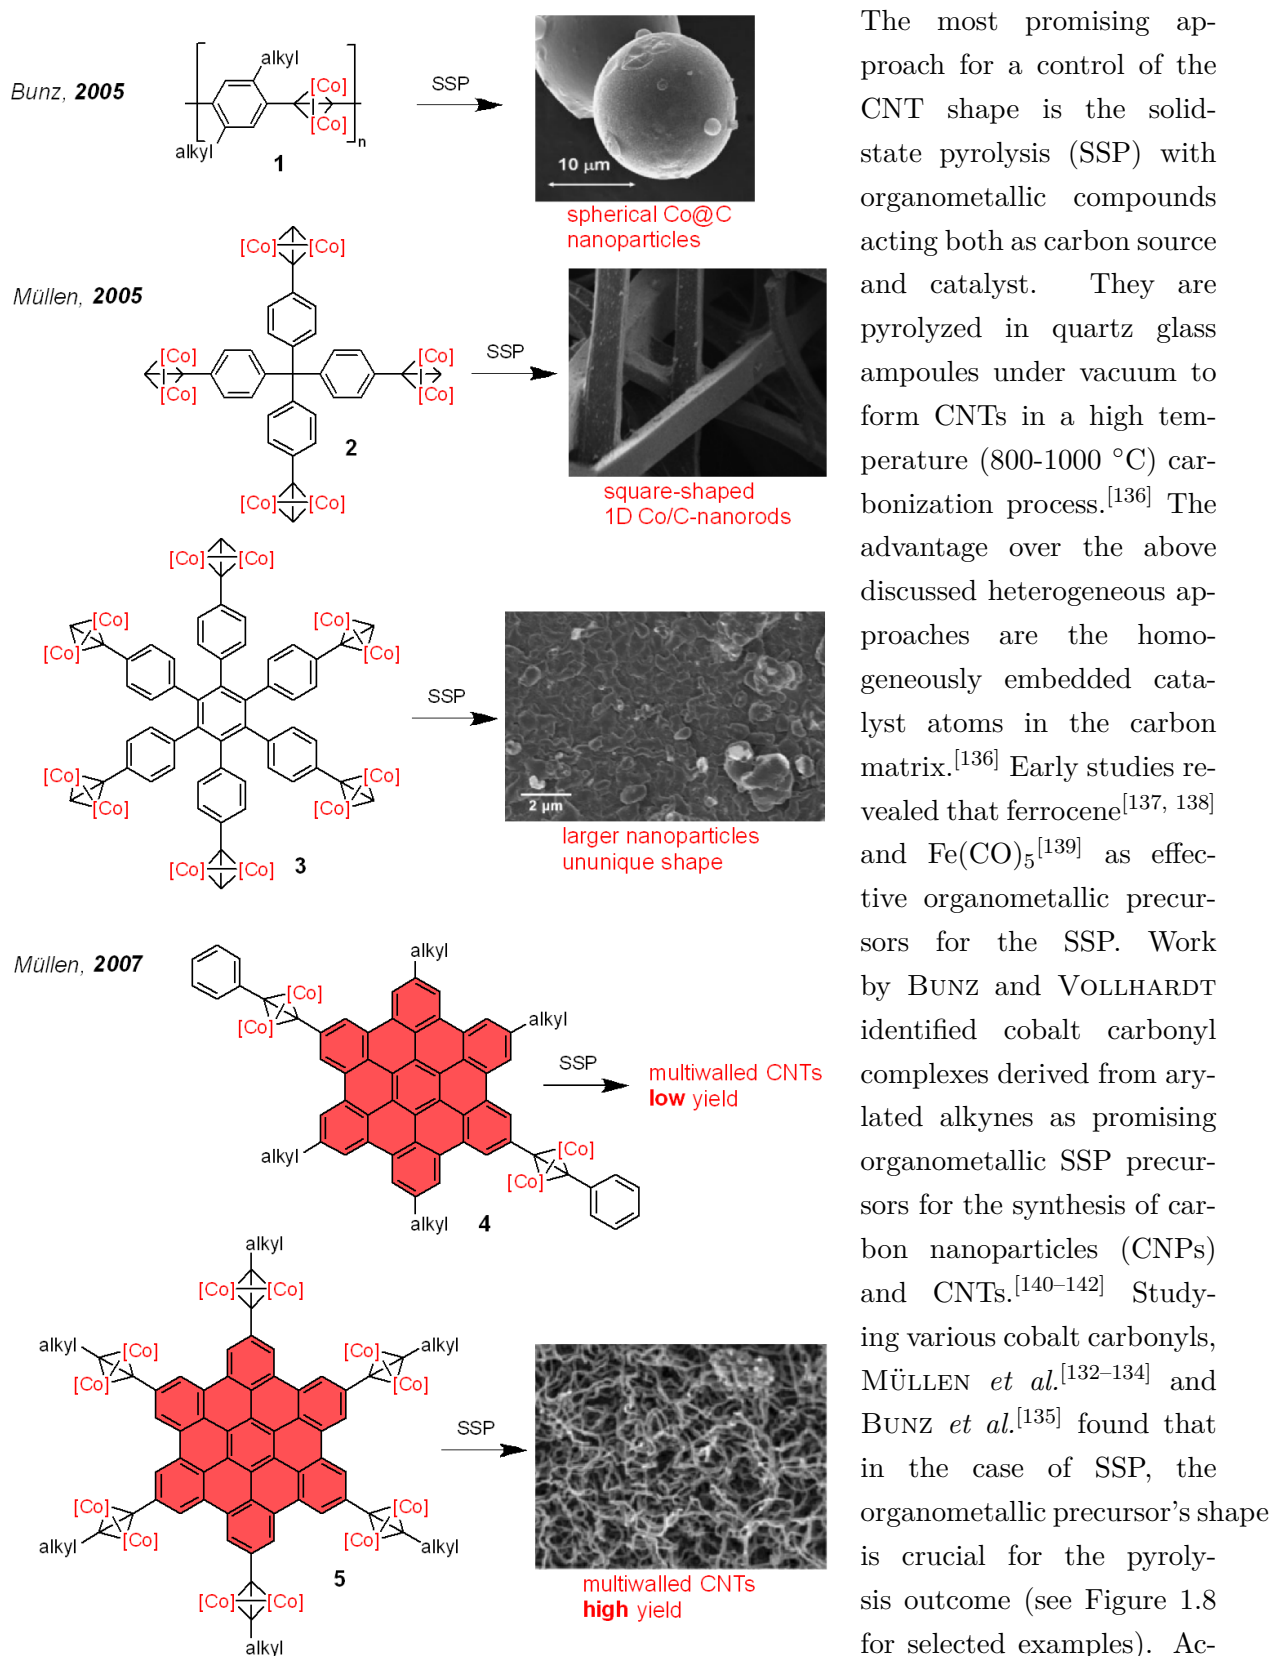 Bunz, 2005
alkyl
[Co]
[Co]
alkyl
n
1
SSP
10 µm
spherical Co@C
nanoparticles
Müllen, 2005
[Co] [Co]
[Co]
[Co]
[Co]
[Co]
[Co] [Co]
2
SSP
square-shaped
1D Co/C-nanorods
[Co] [Co]
[Co]
[Co]
[Co]
[Co]
[Co]
[Co]
[Co]
[Co]
[Co] [Co]
3
SSP
2 µm
larger nanoparticles
ununique shape
Müllen, 2007
alkyl
[Co]
[Co]
alkyl
alkyl
[Co]
[Co]
alkyl
4
SSP
multiwalled CNTs
low yield
alkyl
[Co] [Co]
alkyl
[Co]
[Co]
alkyl
[Co]
[Co]
[Co]
[Co]
alkyl
[Co]
[Co]
alkyl
[Co] [Co]
alkyl
5
SSP
multiwalled CNTs
high yield
The most promising ap-
proach for a control of the
CNT shape is the solid-
state pyrolysis (SSP) with
organometallic compounds
acting both as carbon source
and catalyst. They are
pyrolyzed in quartz glass
ampoules under vacuum to
form CNTs in a high tem-
perature (800-1000 °C) car-
bonization process.[136] The
advantage over the above
discussed heterogeneous ap-
proaches are the homo-
geneously embedded cata-
lyst atoms in the carbon
matrix.[136] Early studies re-
vealed that ferrocene[137, 138]
and Fe(CO)5[139] as effec-
tive organometallic precur-
sors for the SSP. Work
by BUNZ and VOLLHARDT
identified cobalt carbonyl
complexes derived from ary-
lated alkynes as promising
organometallic SSP precur-
sors for the synthesis of car-
bon nanoparticles (CNPs)
and CNTs.[140–142] Study-
ing various cobalt carbonyls,
MÜLLEN et al.[132–134] and
BUNZ et al.[135] found that
in the case of SSP, the
organometallic precursor's shape
is crucial for the pyroly-
sis outcome (see Figure 1.8
for selected examples). Ac-